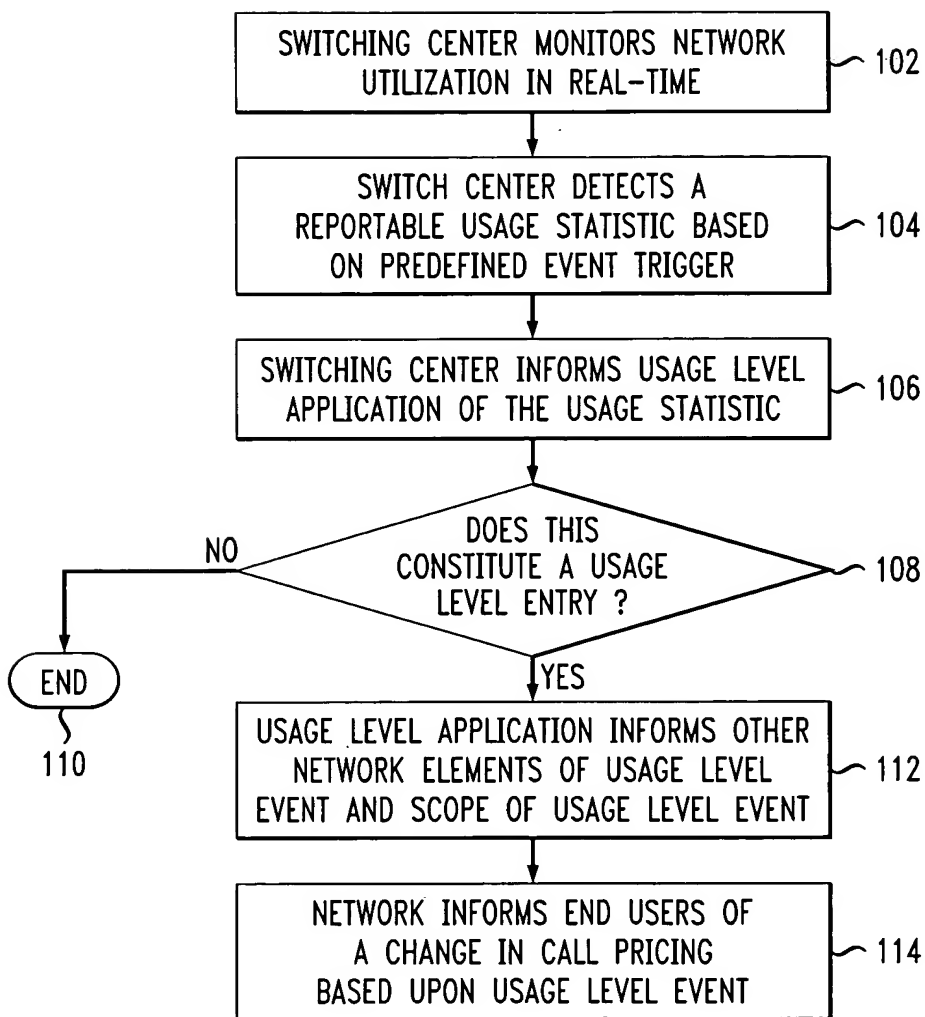 SWITCHING CENTER MONITORS NETWORK
UTILIZATION IN REAL-TIME
102
SWITCH CENTER DETECTS A
REPORTABLE USAGE STATISTIC BASED
ON PREDEFINED EVENT TRIGGER
104
SWITCHING CENTER INFORMS USAGE LEVEL
APPLICATION OF THE USAGE STATISTIC
106
DOES THIS
CONSTITUTE A USAGE
LEVEL ENTRY ?
108
NO
END
110
YES
USAGE LEVEL APPLICATION INFORMS OTHER
NETWORK ELEMENTS OF USAGE LEVEL
EVENT AND SCOPE OF USAGE LEVEL EVENT
112
NETWORK INFORMS END USERS OF
A CHANGE IN CALL PRICING
BASED UPON USAGE LEVEL EVENT
114